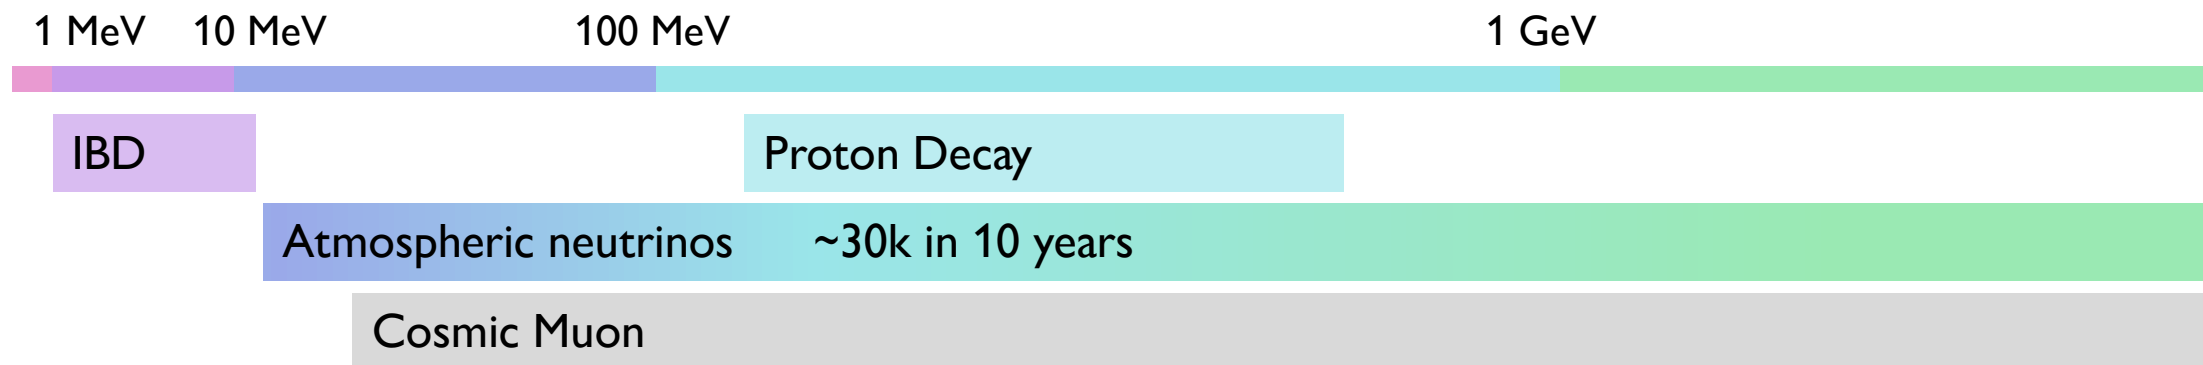 1 MeV 10 MeV 100 MeV 1 GeV
IBD Proton Decay
Atmospheric neutrinos ~30k in 10 years
Cosmic Muon